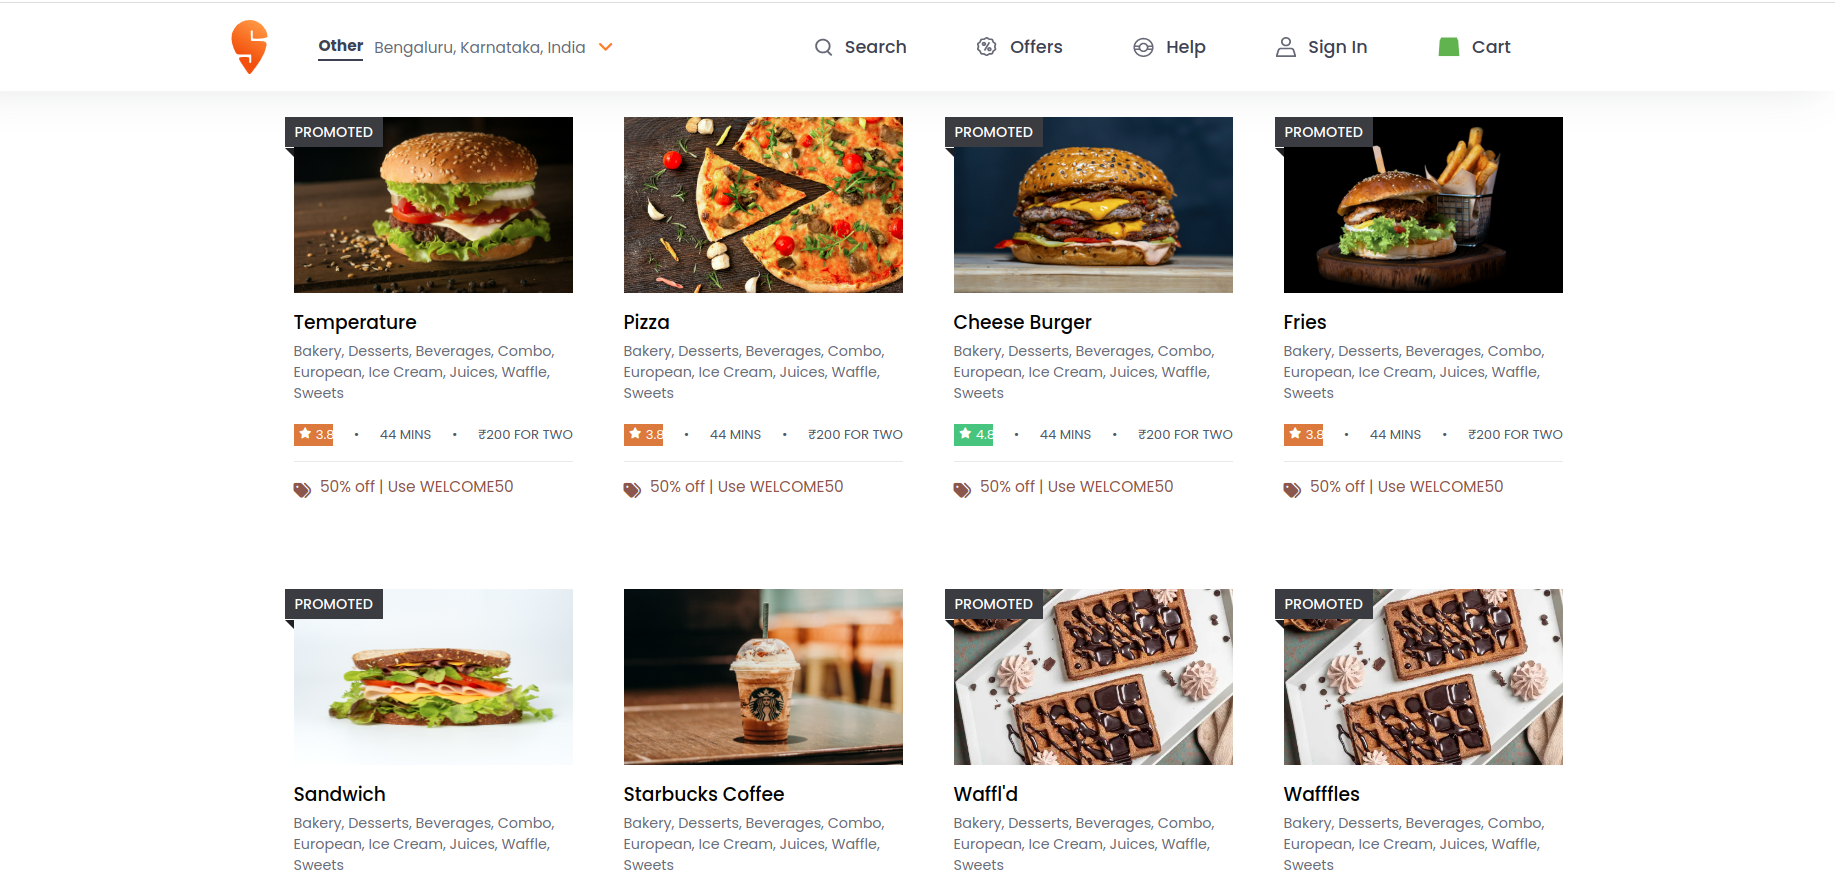 Other Bengaluru, Karnataka, India Search Offers Help Sign In Cart
PROMOTED PROMOTED PROMOTED
Temperature Pizza Cheese Burger Fries
Bakery, Desserts, Beverages, Combo, Bakery, Desserts, Beverages, Combo, Bakery, Desserts, Beverages, Combo, Bakery, Desserts, Beverages, Combo,
European, Ice Cream, Juices, Waffle, European, Ice Cream, Juices, Waffle, European, Ice Cream, Juices, Waffle, European, Ice Cream, Juices, Waffle,
Sweets Sweets Sweets Sweets
3.8 • 44 MINS • ₹200 FOR TWO 3.8 • 44 MINS • ₹200 FOR TWO 4.8 • 44 MINS • ₹200 FOR TWO 3.8 • 44 MINS • ₹200 FOR TWO
50% off | Use WELCOME50 50% off | Use WELCOME50 50% off | Use WELCOME50 50% off | Use WELCOME50
PROMOTED PROMOTED PROMOTED
Sandwich Starbucks Coffee Waffl'd Wafffles
Bakery, Desserts, Beverages, Combo, Bakery, Desserts, Beverages, Combo, Bakery, Desserts, Beverages, Combo, Bakery, Desserts, Beverages, Combo,
European, Ice Cream, Juices, Waffle, European, Ice Cream, Juices, Waffle, European, Ice Cream, Juices, Waffle, European, Ice Cream, Juices, Waffle,
Sweets Sweets Sweets Sweets